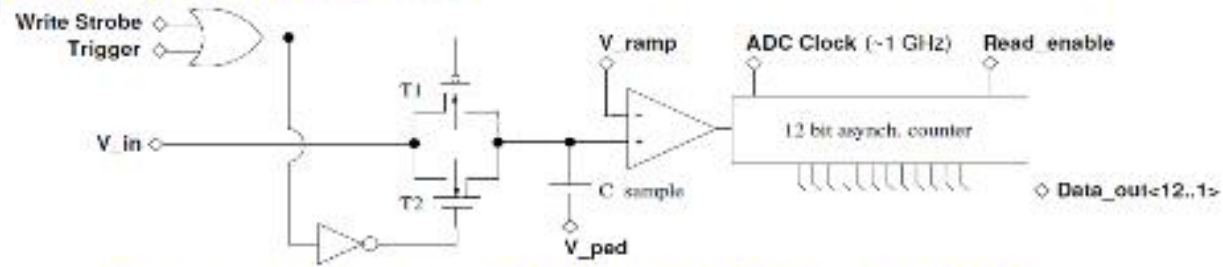 Write Strobe
Trigger
V_in
T1
T2
V_ramp
C sample
V_ped
ADC Clock (~1 GHz)
Read_enable
12 bit asynch. counter
Data_out<12..1>